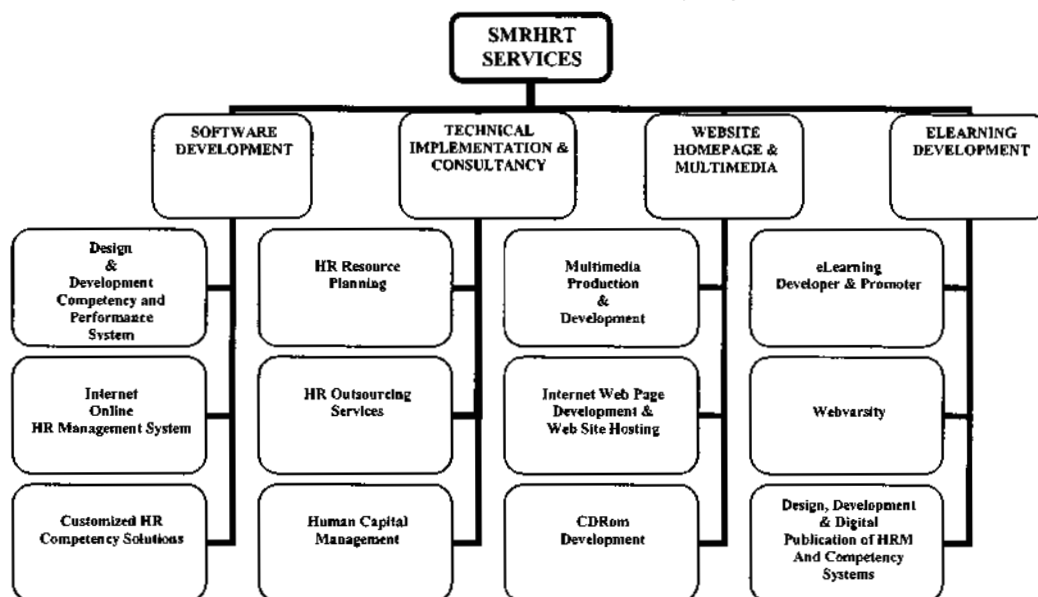 SMRHRT
SERVICES
SOFTWARE
DEVELOPMENT
TECHNICAL
IMPLEMENTATION &
CONSULTANCY
WEBSITE
HOMEPAGE &
MULTIMEDIA
ELEARNING
DEVELOPMENT
Design
&
Development
Competency and
Performance
System
HR Resource
Planning
Multimedia
Production
&
Development
eLearning
Developer & Promoter
Internet
Online
HR Management System
HR Outsourcing
Services
Internet Web Page
Development &
Web Site Hosting
Webvarsity
Customized HR
Competency Solutions
Human Capital
Management
CDRom
Development
Design, Development
& Digital
Publication of HRM
And Competency
Systems